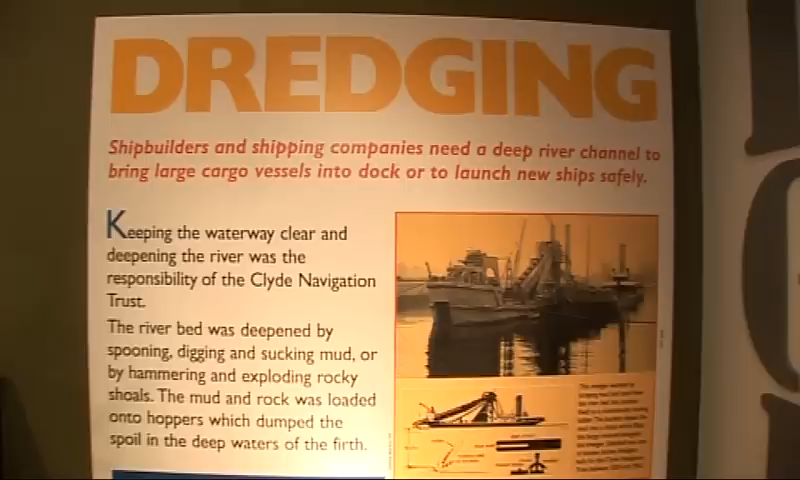 DREDGING
Shipbuilders and shipping companies need a deep river channel to
bring large cargo vessels into dock or to launch new ships safely.
Keeping the waterway clear and
deepening the river was the
responsibility of the Clyde Navigation
Trust.
The river bed was deepened by
spooning, digging and sucking mud, or
by hammering and exploding rocky
shoals. The mud and rock was loaded
onto hoppers which dumped the
spoil in the deep waters of the firth.